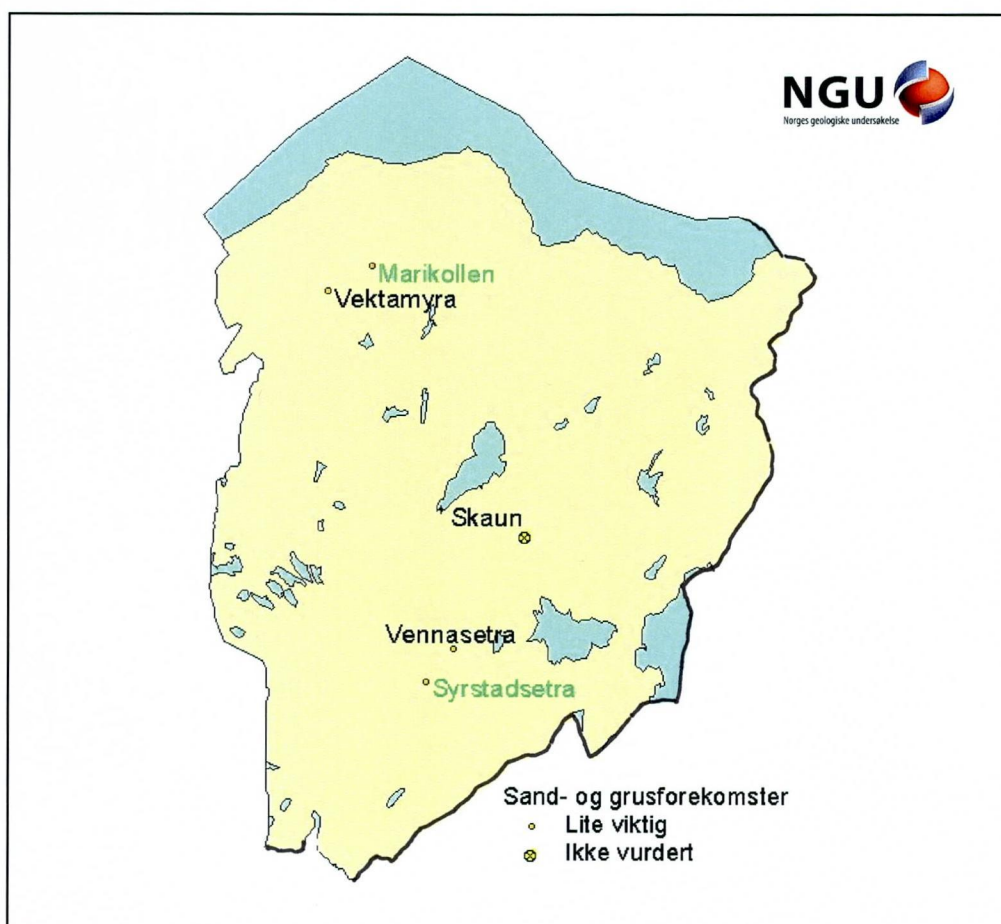 NGU
Norges geologiske undersøkelse
Marikollen
Vektamyra
Skaun
Vennasetra
Syrstadsetra
Sand- og grusforekomster
Lite viktig
Ikke vurdert